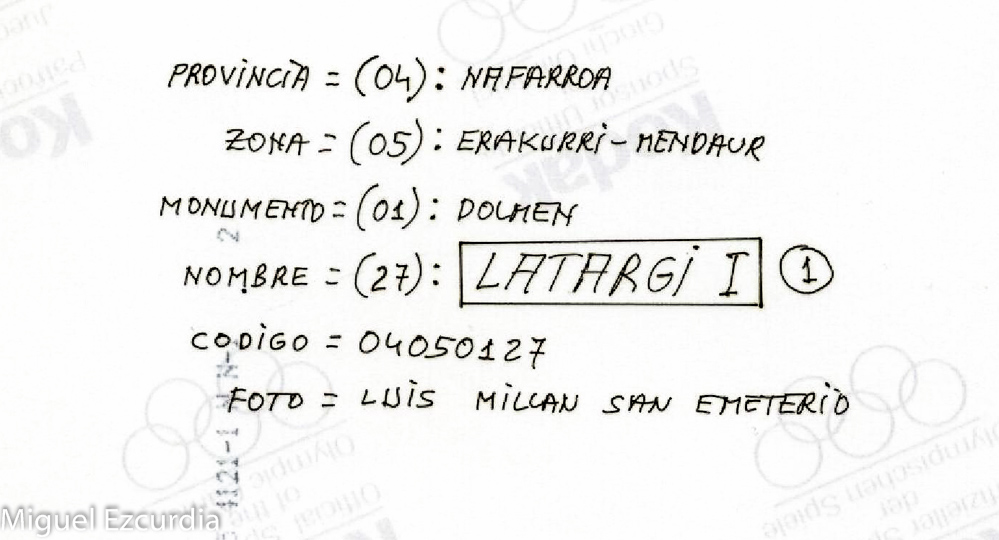 PROVINCIA = (04): NAFARROA
ZONA = (05): ERAKURRI - MENDAUR
MONUMENTO = (01): DOLMEN
NOMBRE = (27): LATARGI I 1
CODIGO = 04050127
FOTO = LUIS MILLAN SAN EMETERIO
Miguel Ezcurdia